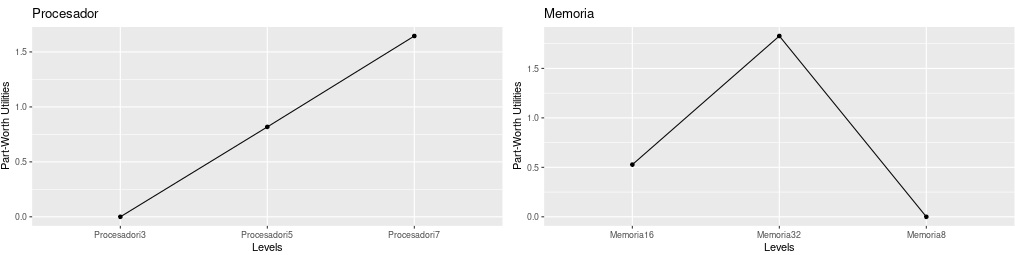 Procesador
Part-Worth Utilities
1.5
1.0
0.5
0.0
Procesadori3 Procesadori5 Procesadori7
Levels
Memoria
Part-Worth Utilities
1.5
1.0
0.5
0.0
Memoria16 Memoria32 Memoria8
Levels